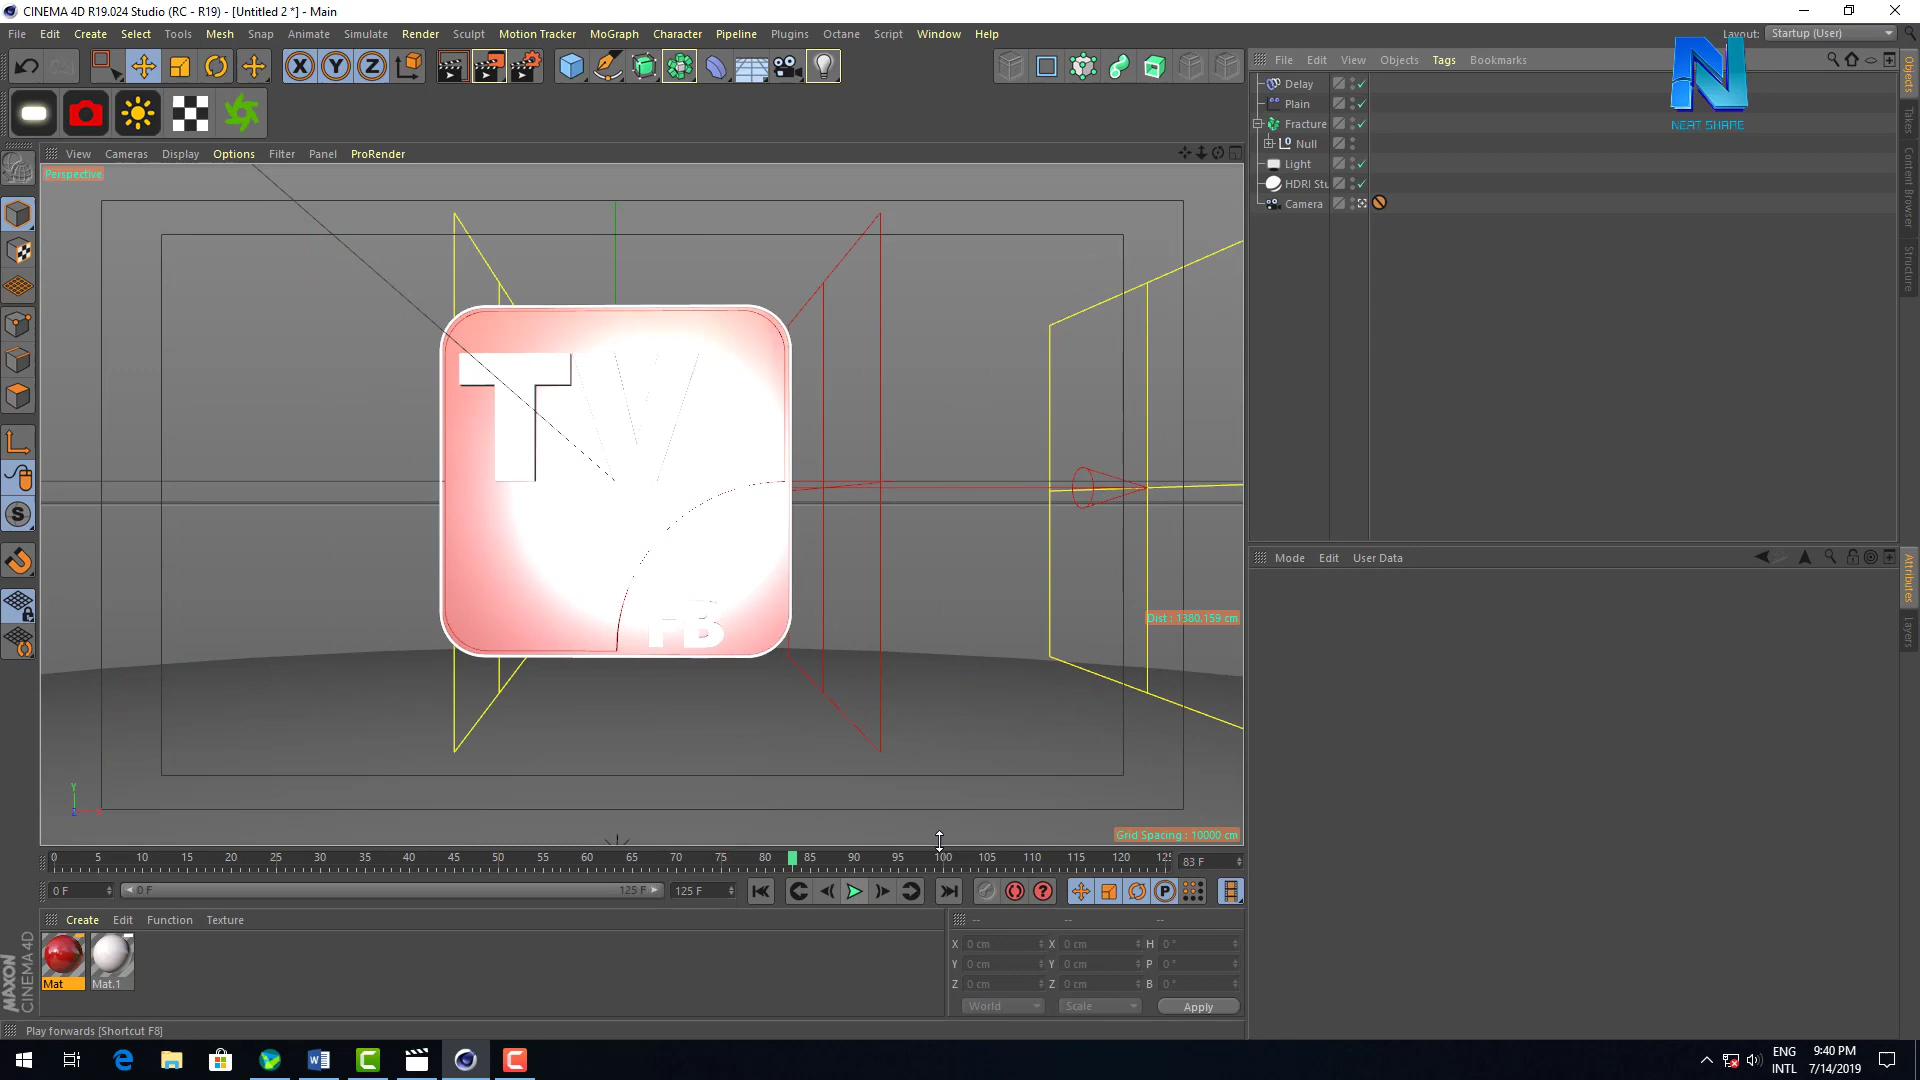 CINEMA 4D R19.024 Studio (RC - R19) - [Untitled 2 *] - Main
File Edit Create Select Tools Mesh Snap Animate Simulate Render Sculpt Motion Tracker MoGraph Character Pipeline Plugins Octane Script Window Help
Layout: Startup (User)
File Edit View Objects Tags Bookmarks
NEAT SHARE
Delay
Plain
Fracture
Null
Light
HDRI Stu
Camera
Objects
Takes
Content Browser
Structure
View Cameras Display Options Filter Panel ProRender
Perspective
T
FB
Dist : 1380.159 cm
Grid Spacing : 10000 cm
Y
Mode Edit User Data
Attributes
Layers
0 5 10 15 20 25 30 35 40 45 50 55 60 65 70 75 80 85 90 95 100 105 110 115 120 125
83 F
0 F 0 F 125 F 125 F
Create Edit Function Texture
Mat Mat.1
-- -- --
X 0 cm X 0 cm H 0 °
Y 0 cm Y 0 cm P 0 °
Z 0 cm Z 0 cm B 0 °
World Scale Apply
MAXON
CINEMA 4D
Play forwards [Shortcut F8]
ENG
INTL
9:40 PM
7/14/2019